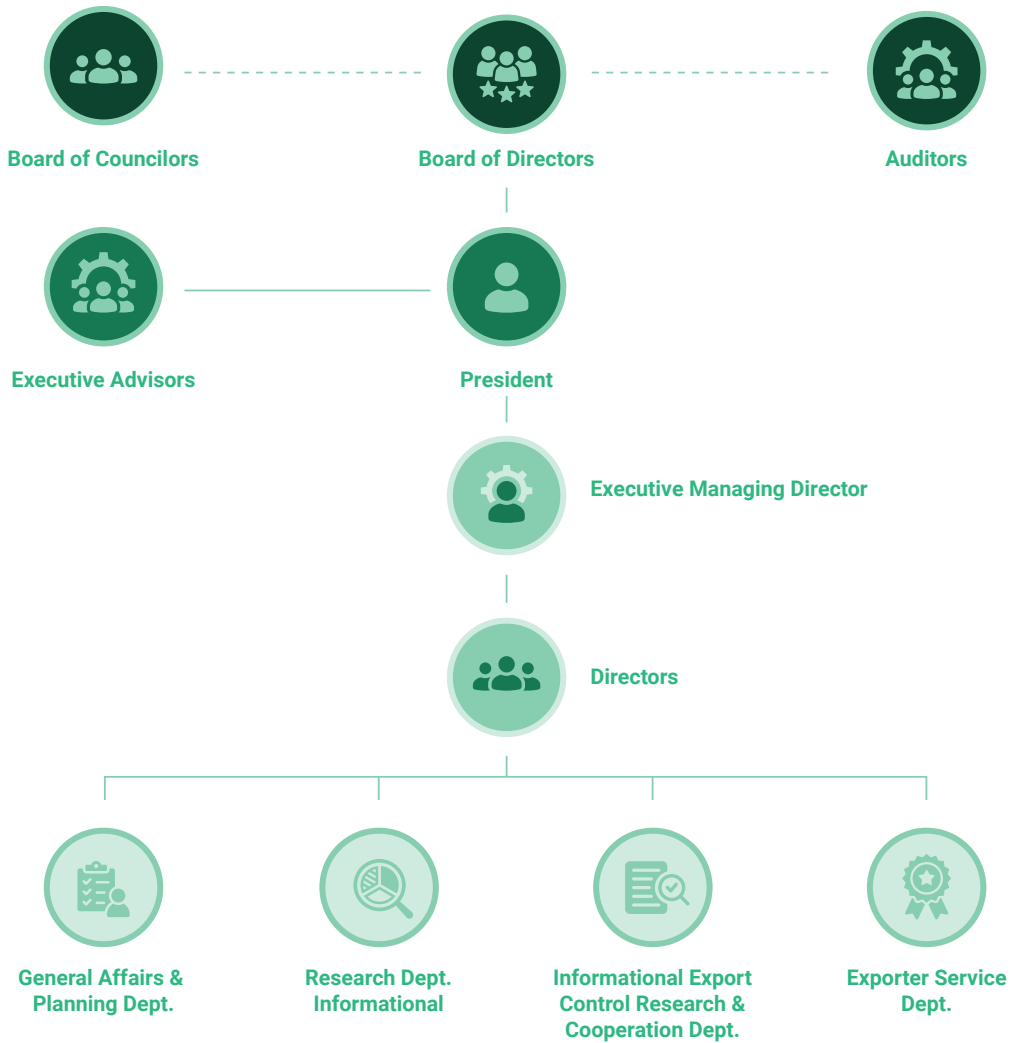 Board of Councilors
Board of Directors
Auditors
Executive Advisors
President
Executive Managing Director
Directors
General Affairs &
Planning Dept.
Research Dept.
Informational
Informational Export
Control Research &
Cooperation Dept.
Exporter Service
Dept.